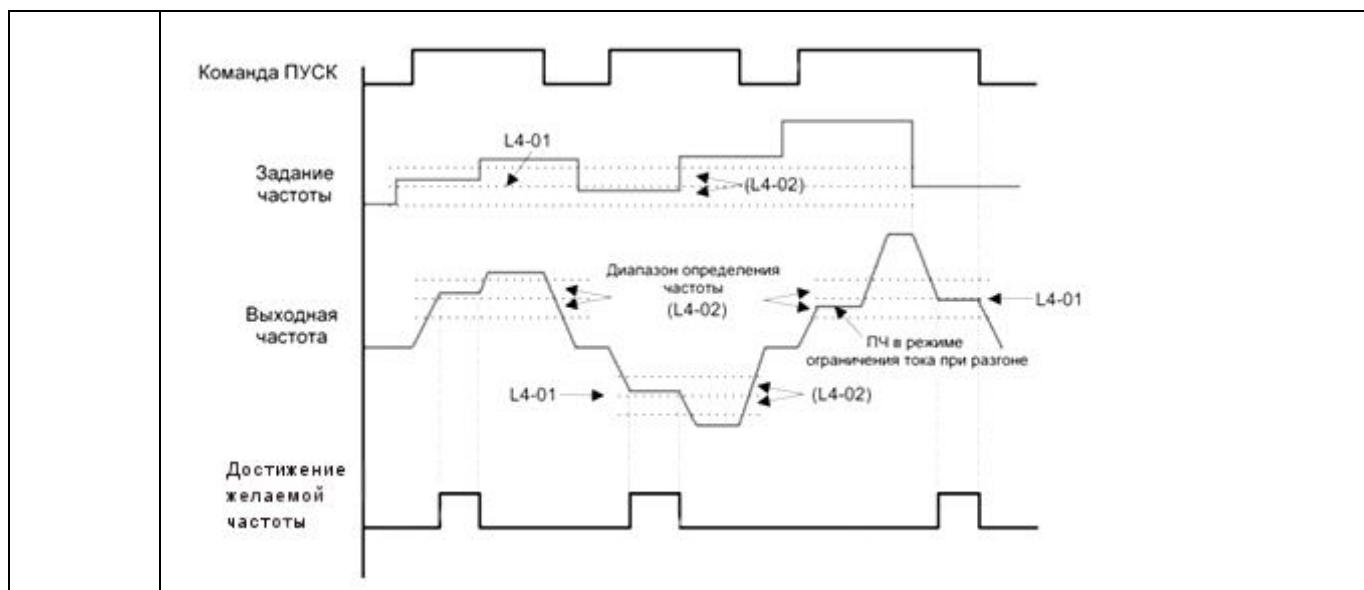 Команда ПУСК
L4-01
Задание
частоты
(L4-02)
Диапазон определения
частоты
(L4-02)
L4-01
Выходная
частота
ПЧ в режиме
ограничения тока при разгоне
L4-01
(L4-02)
Достижение
желаемой
частоты